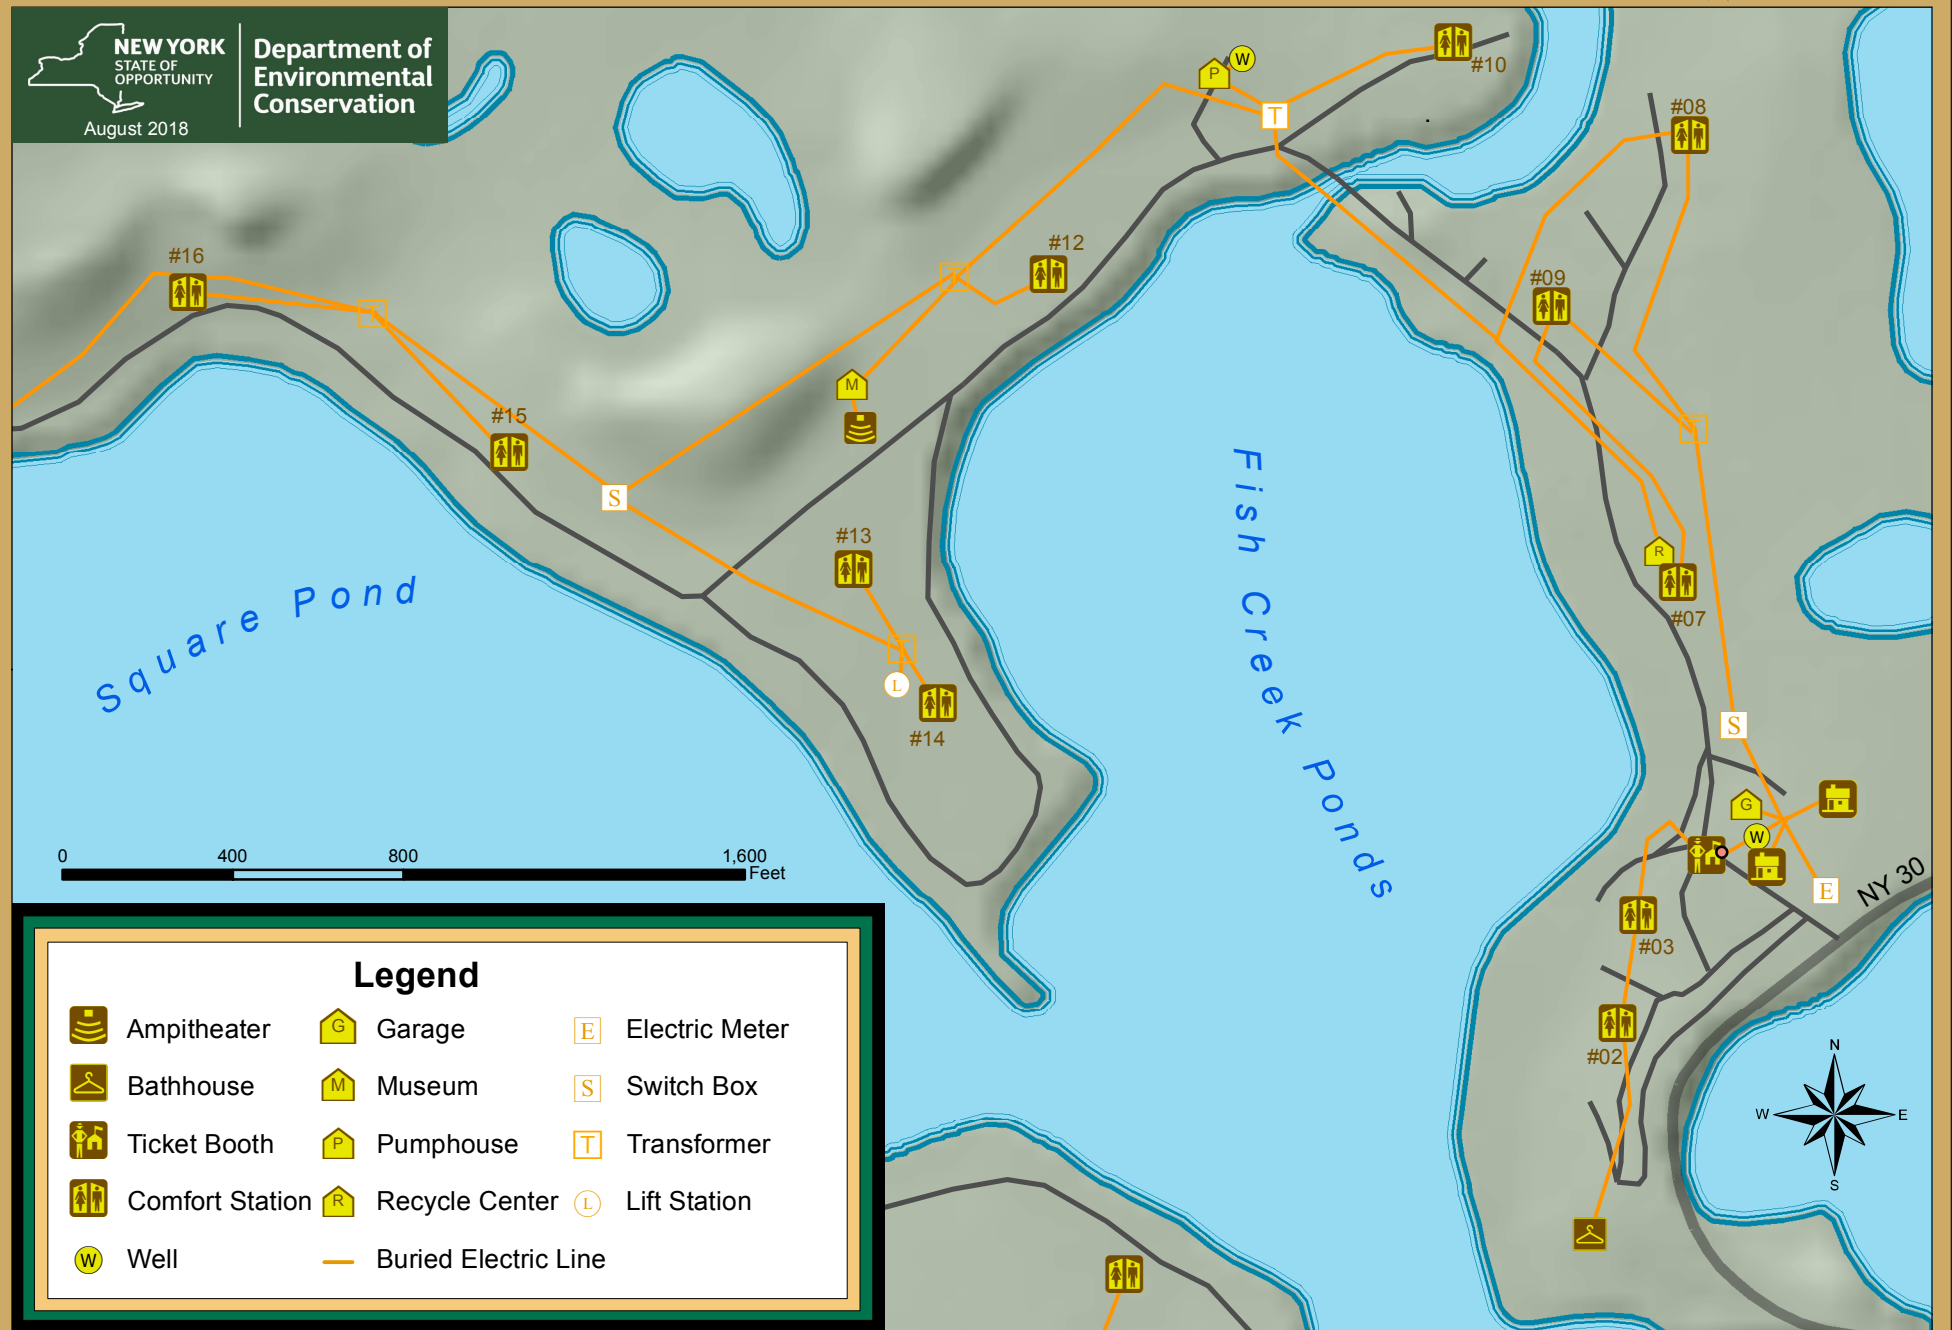 NEW YORK
STATE OF
OPPORTUNITY
Department of
Environmental
Conservation
August 2018
#10
P
W
T
#08
#12
T
#16
T
#09
M
#15
T
S
Fish Creek Ponds
#13
R
Square Pond
#07
T
L
#14
S
G
W
0 400 800 1,600
Feet
E
NY 30
#03
#02
N
W E
S
Legend
Ampitheater
G Garage
E Electric Meter
Bathhouse
M Museum
S Switch Box
Ticket Booth
P Pumphouse
T Transformer
Comfort Station
R Recycle Center
L Lift Station
W Well
Buried Electric Line